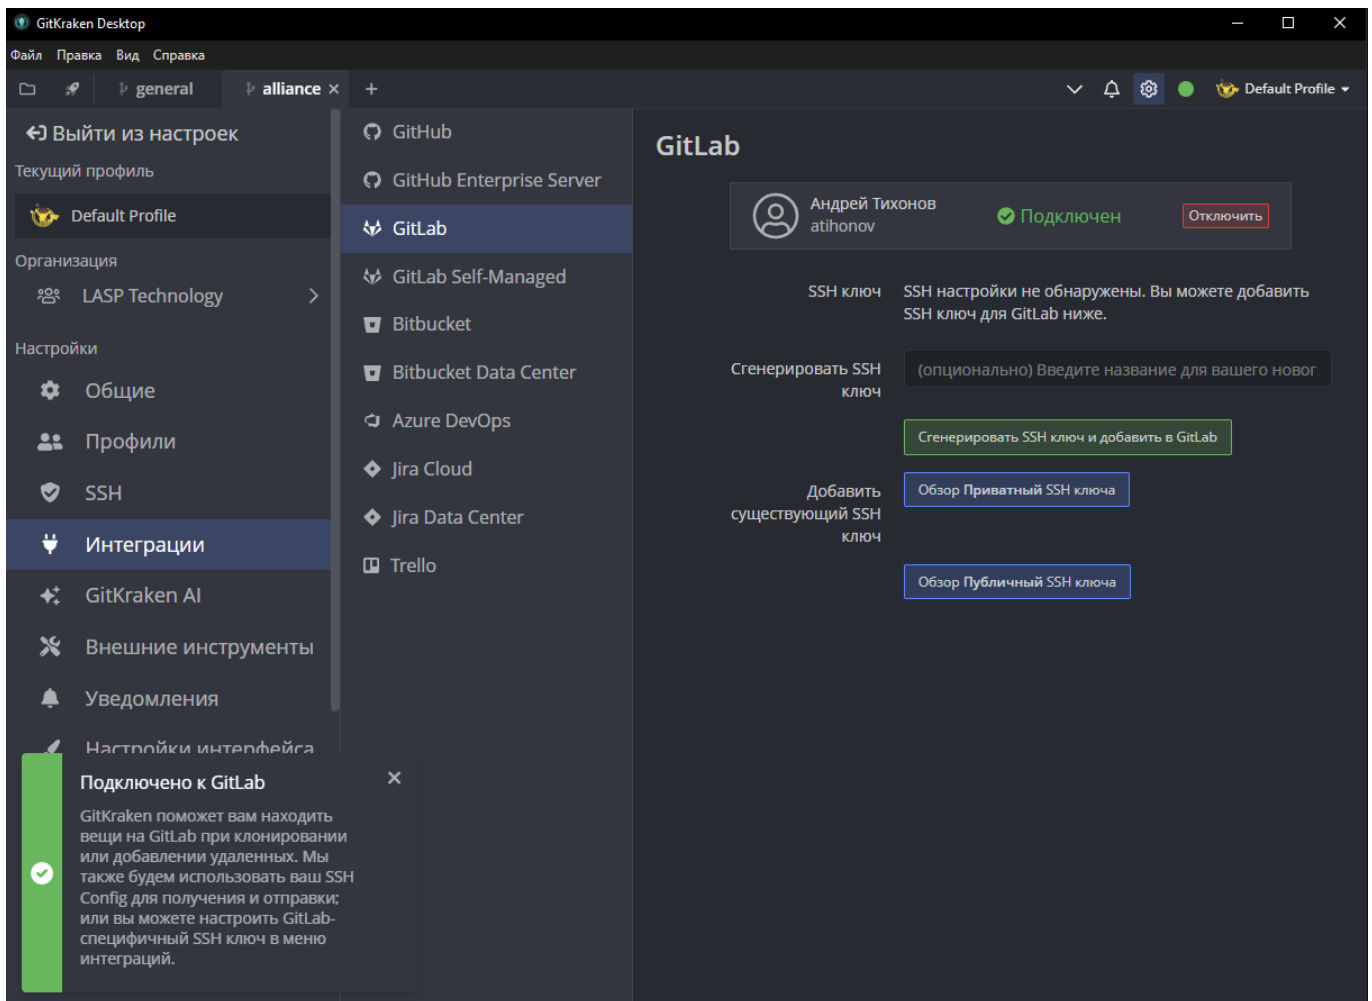 GitKraken Desktop
Файл Правка Вид Справка
general
alliance
Default Profile
Выйти из настроек
Текущий профиль
Default Profile
Организация
LASP Technology
Настройки
Общие
Профили
SSH
Интеграции
GitKraken AI
Внешние инструменты
Уведомления
Настройки интерфейса
GitHub
GitHub Enterprise Server
GitLab
GitLab Self-Managed
Bitbucket
Bitbucket Data Center
Azure DevOps
Jira Cloud
Jira Data Center
Trello
GitLab
Андрей Тихонов
atihonov
Подключен
Отключить
SSH ключ
SSH настройки не обнаружены. Вы можете добавить
SSH ключ для GitLab ниже.
Сгенерировать SSH
ключ
(опционально) Введите название для вашего новог
Сгенерировать SSH ключ и добавить в GitLab
Добавить
существующий SSH
ключ
Обзор Приватный SSH ключа
Обзор Публичный SSH ключа
Подключено к GitLab
GitKraken поможет вам находить
вещи на GitLab при клонировании
или добавлении удаленных. Мы
также будем использовать ваш SSH
Config для получения и отправки;
или вы можете настроить GitLab-
специфичный SSH ключ в меню
интеграций.